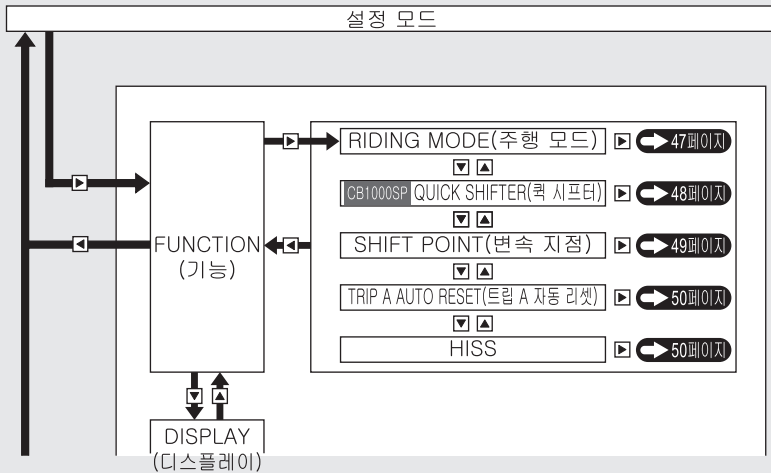 설정 모드
FUNCTION
(기능)
RIDING MODE(주행 모드)
47페이지
CB1000SP QUICK SHIFTER(퀵 시프터)
48페이지
SHIFT POINT(변속 지점)
49페이지
TRIP A AUTO RESET(트립 A 자동 리셋)
50페이지
HISS
50페이지
DISPLAY
(디스플레이)